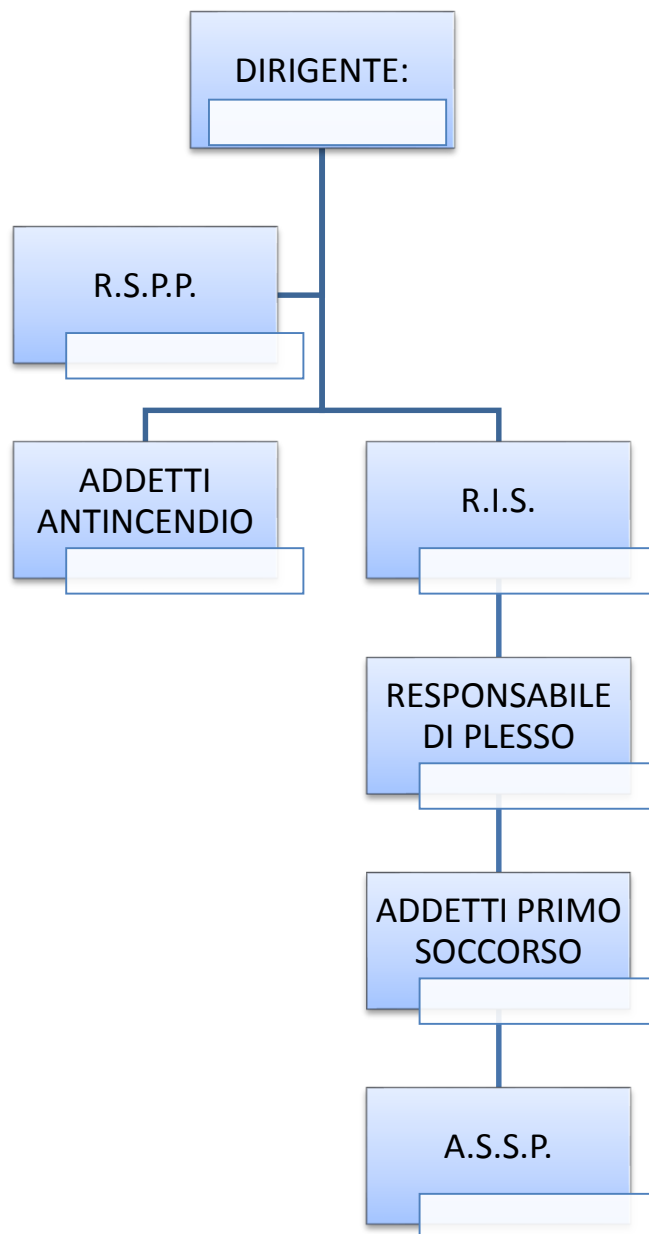 DIRIGENTE:
R.S.P.P.
ADDETTI
ANTINCENDIO
R.I.S.
RESPONSABILE
DI PLESSO
ADDETTI PRIMO
SOCCORSO
A.S.S.P.